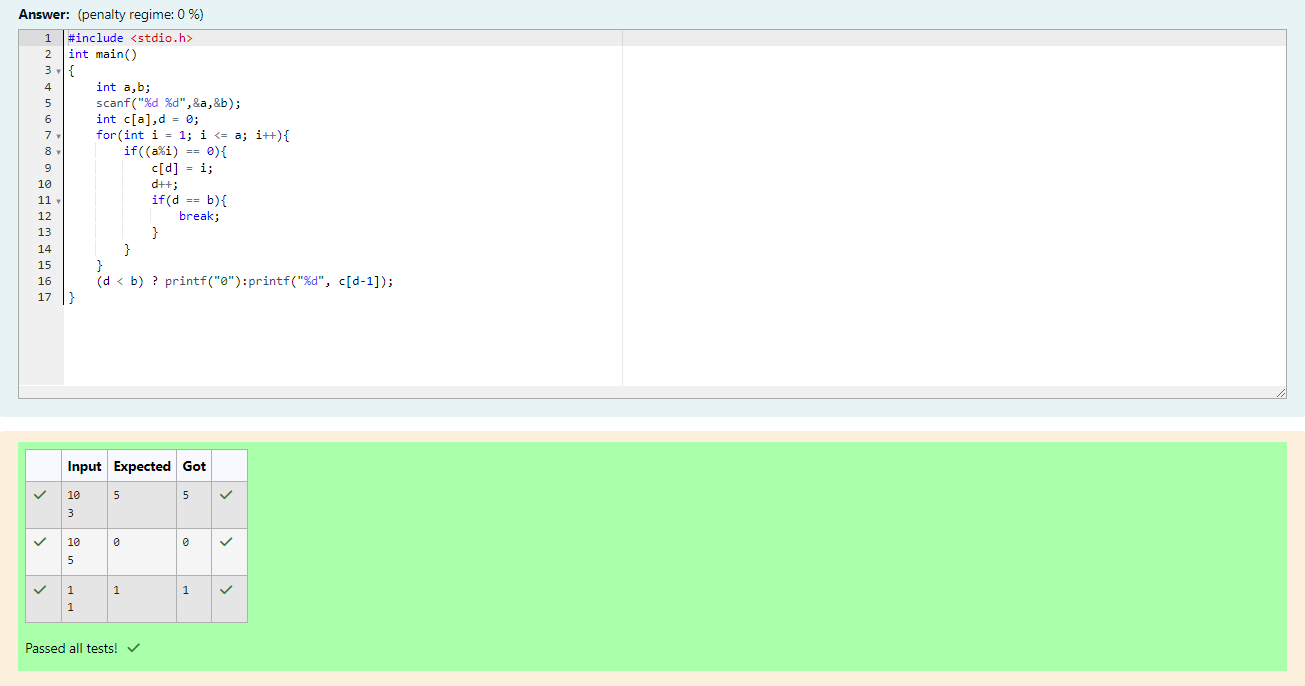 Answer: (penalty regime: 0 %)
1 #include <stdio.h>
2 int main()
3 {
4     int a,b;
5     scanf("%d %d",&a,&b);
6     int c[a],d = 0;
7     for(int i = 1; i <= a; i++){
8         if((a%i) == 0){
9             c[d] = i;
10             d++;
11             if(d == b){
12                 break;
13             }
14         }
15     }
16     (d < b) ? printf("0"):printf("%d", c[d-1]);
17 }
Input Expected Got
10 5 5
3
10 0 0
5
1 1 1
1
Passed all tests!